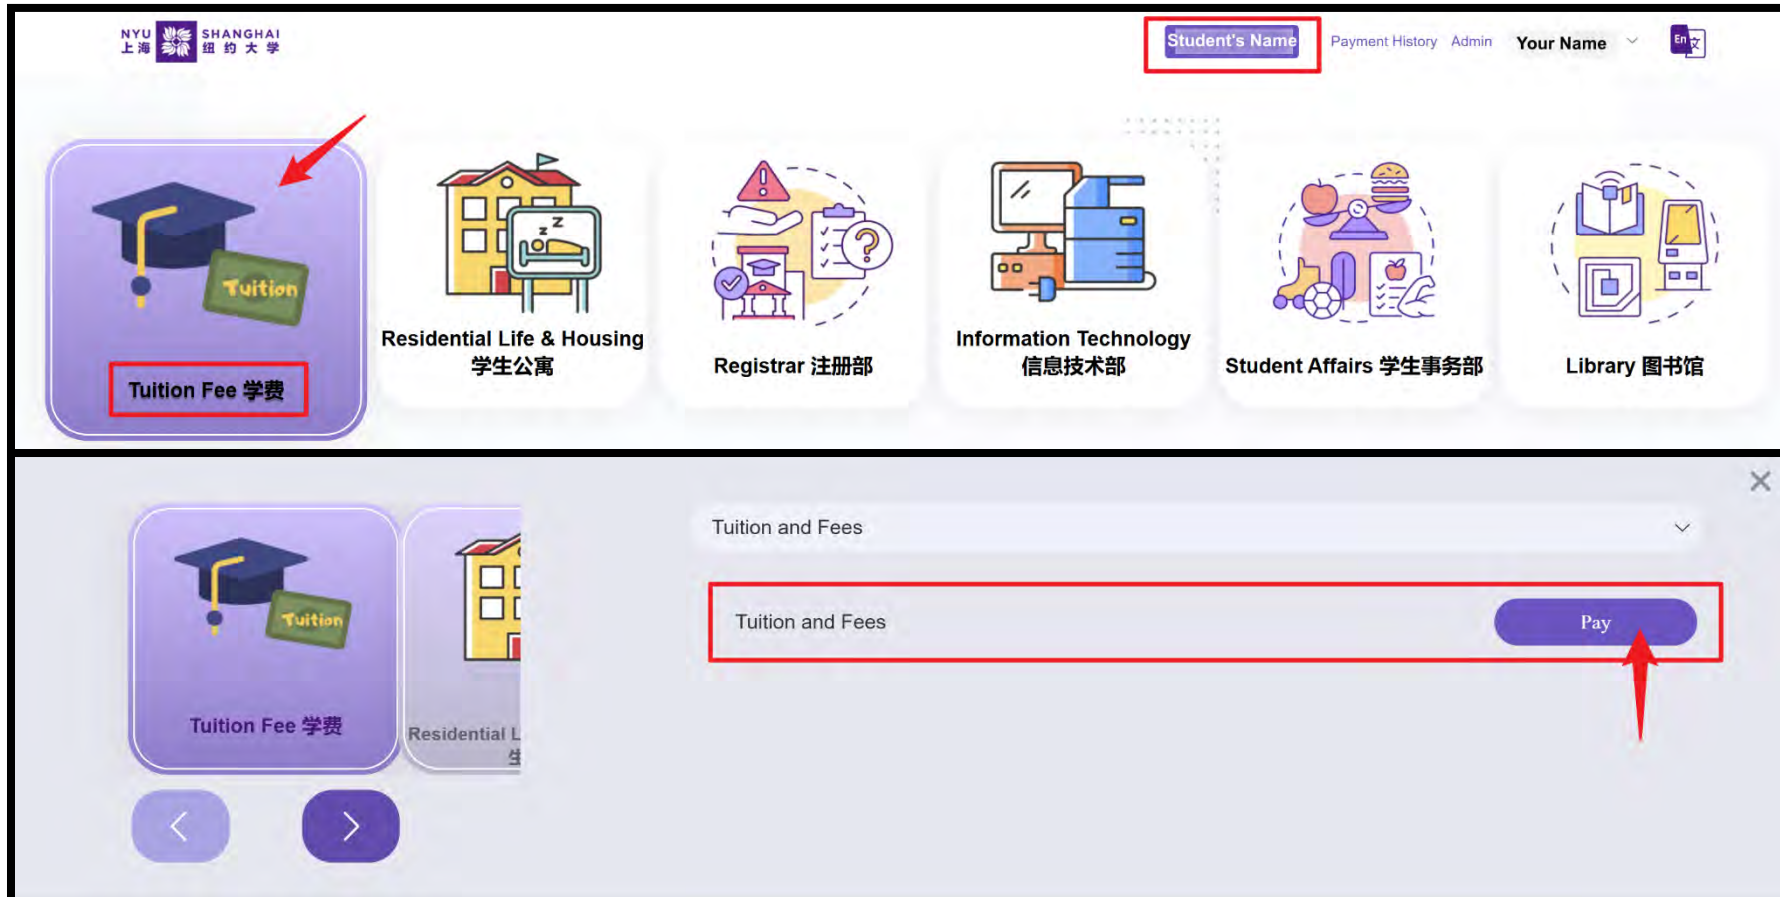 NYU SHANGHAI
上海 纽约大学
Student's Name
Payment History
Admin
Your Name
En 文
Tuition
Tuition Fee 学费
z z
Residential Life & Housing
学生公寓
Registrar 注册部
Information Technology
信息技术部
Student Affairs 学生事务部
Library 图书馆
Tuition
Tuition Fee 学费
Residential L
Tuition and Fees
Tuition and Fees
Pay